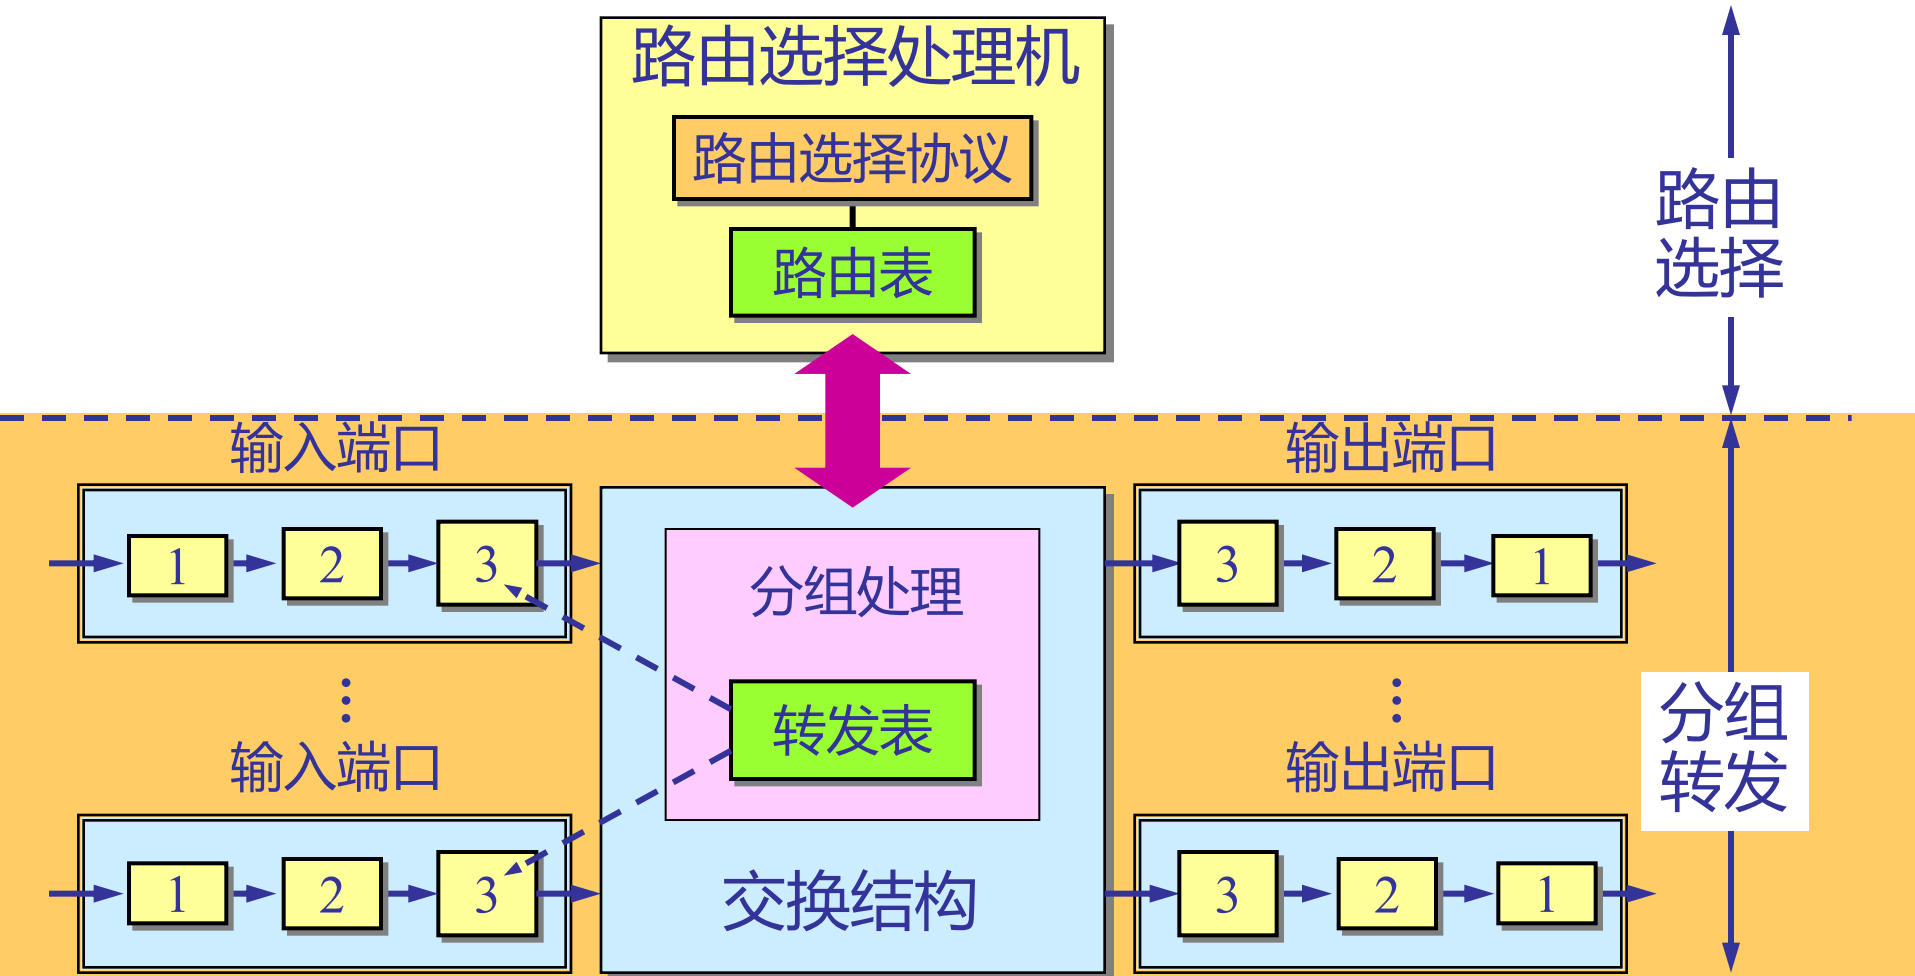 路由选择处理机
路由选择协议
路由表
路由
选择
输入端口
输出端口
1 2 3
3 2 1
分组处理
转发表
分组
转发
输入端口
输出端口
1 2 3
3 2 1
交换结构